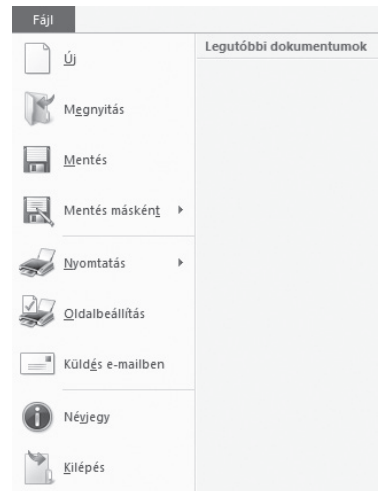 Fájl
Legutóbbi dokumentumok
Új
Megnyitás
Mentés
Mentés másként
Nyomtatás
Oldalbeállítás
Küldés e-mailben
Névjegy
Kilépés